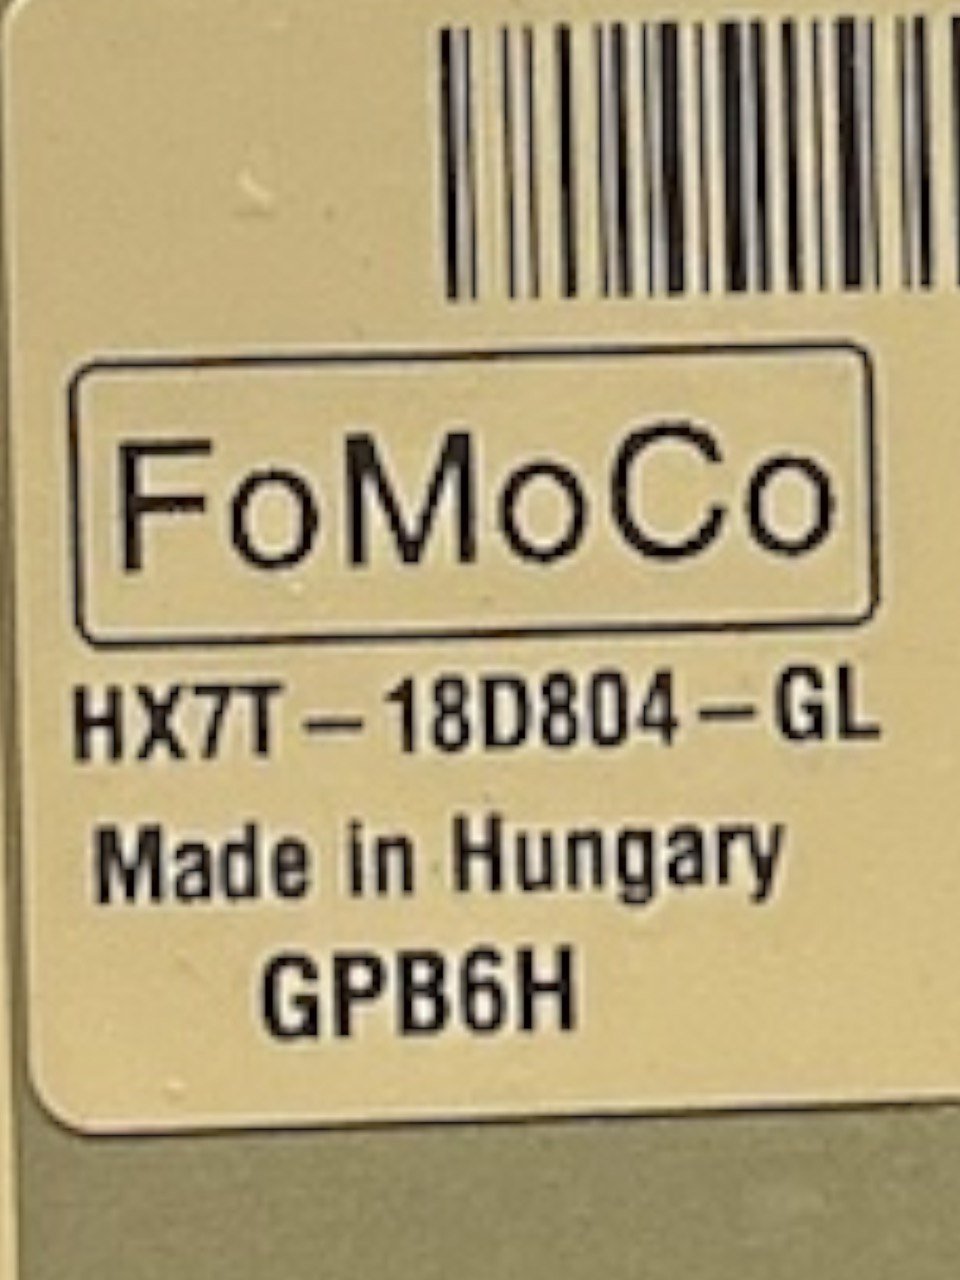 FoMoCo
HX7T-18D804-GL
Made in Hungary
GPB6H